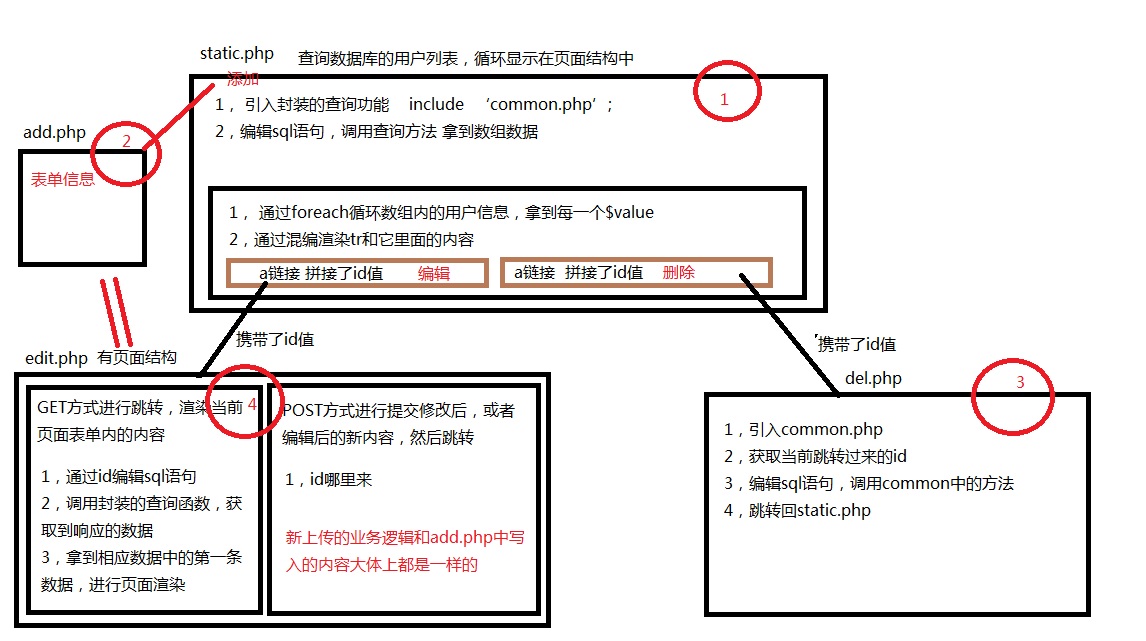 static.php 查询数据库的用户列表，循环显示在页面结构中
添加
1， 引入封装的查询功能 include ‘common.php’；
2，编辑sql语句，调用查询方法 拿到数组数据
1
add.php
2
表单信息
1， 通过foreach循环数组内的用户信息，拿到每一个$value
2，通过混编渲染tr和它里面的内容
a链接 拼接了id值 编辑
a链接 拼接了id值 删除
携带了id值
携带了id值
edit.php 有页面结构
GET方式进行跳转，渲染当前
页面表单内的内容
1，通过id编辑sql语句
2，调用封装的查询函数，获
取到响应的数据
3，拿到相应数据中的第一条
数据，进行页面渲染
4
POST方式进行提交修改后，或者
编辑后的新内容，然后跳转
1，id哪里来
新上传的业务逻辑和add.php中写
入的内容大体上都是一样的
del.php
3
1，引入common.php
2，获取当前跳转过来的id
3，编辑sql语句，调用common中的方法
4，跳转回static.php